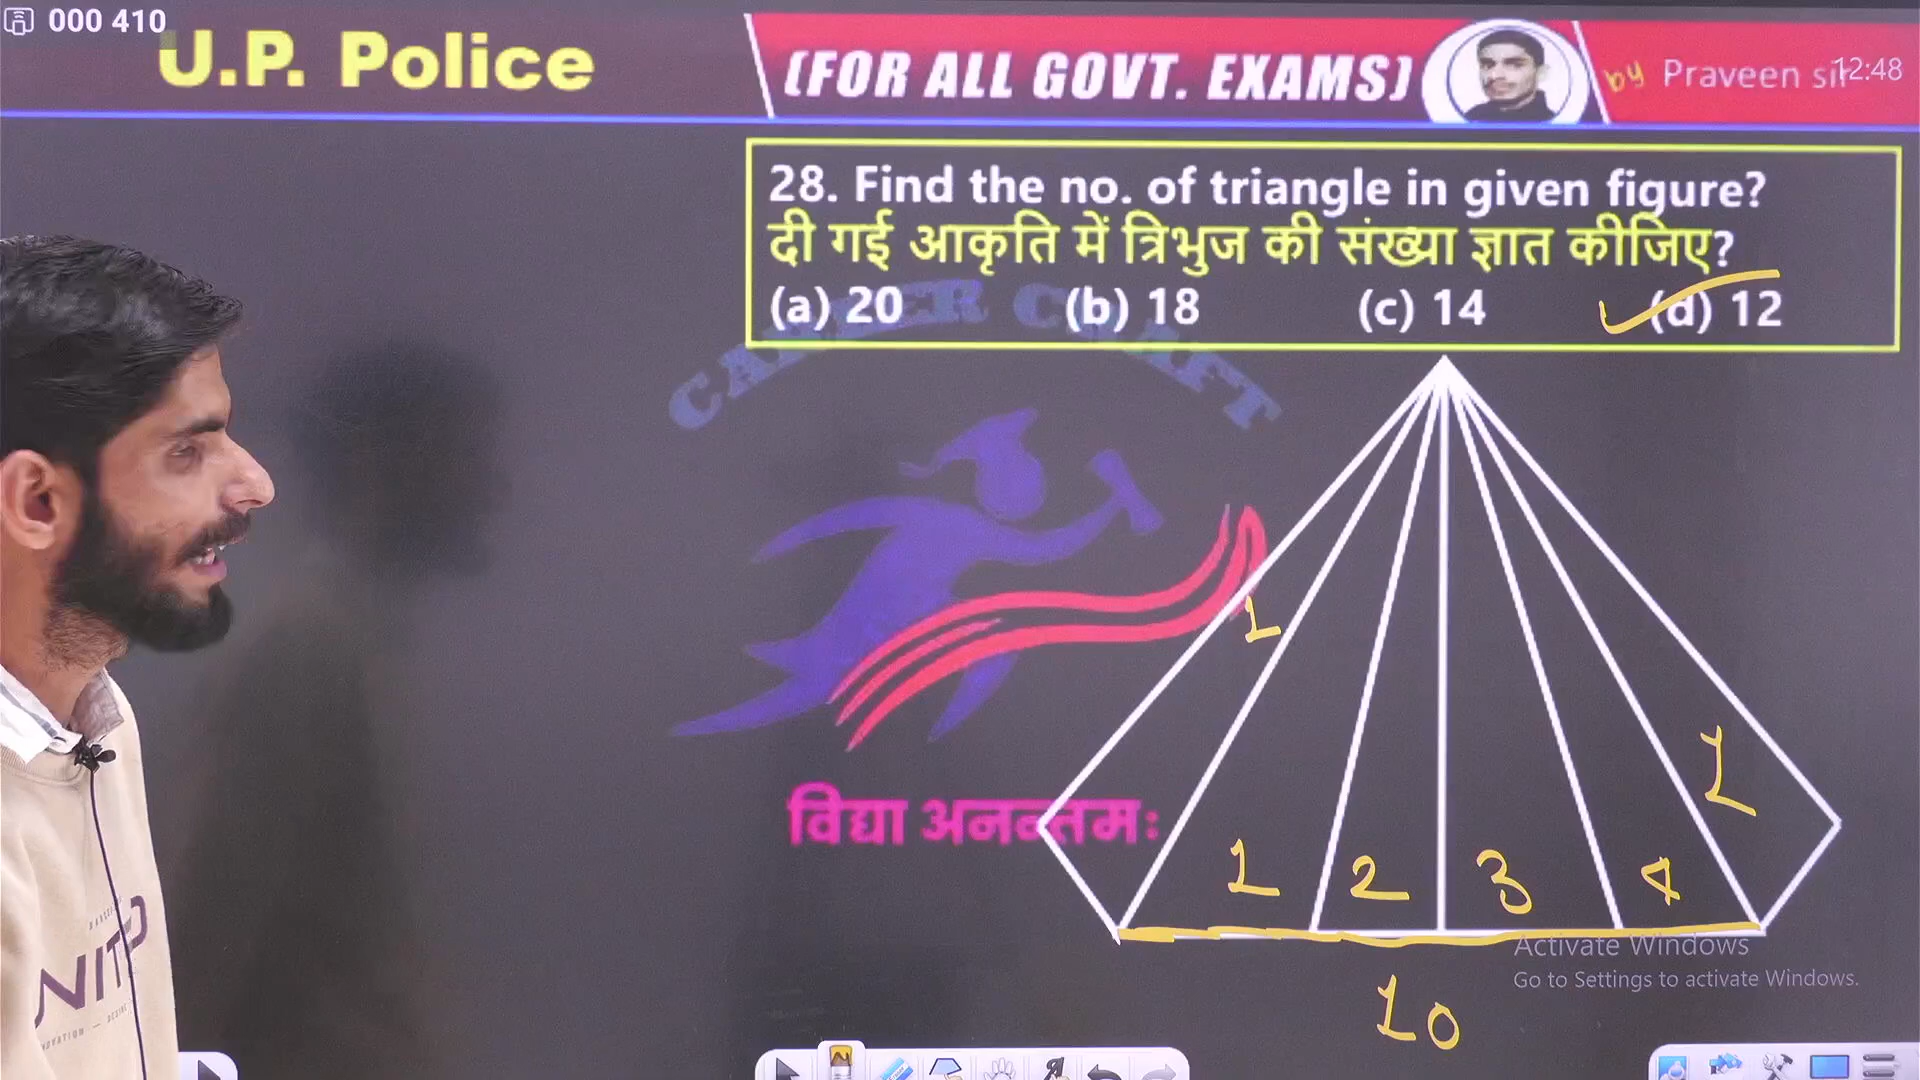 000 410
U.P. Police
(FOR ALL GOVT. EXAMS)
by Praveen sir
12:48
28. Find the no. of triangle in given figure?
दी गई आकृति में त्रिभुज की संख्या ज्ञात कीजिए?
(a) 20 (b) 18 (c) 14 (d) 12
CAREER CRAFT
विद्या अनन्तमः
1
1
1 2 3 4
10
Activate Windows
Go to Settings to activate Windows.